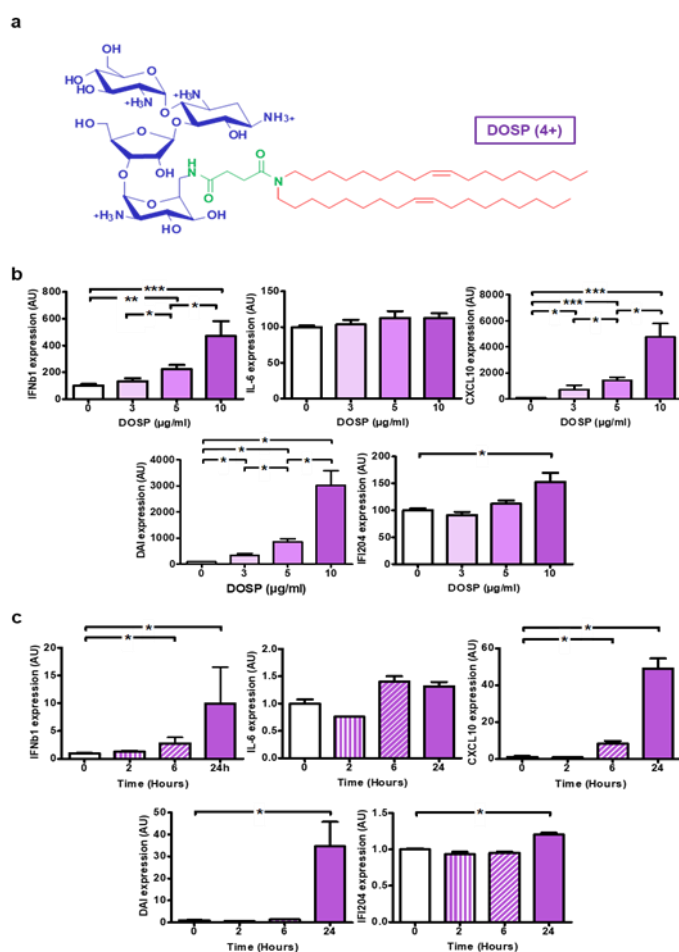 a
HO
OH
O
HO
HO
+H3N
+H3N
NH3+
O
O
HO
OH
HO
O
O
HO OH
O
H
N
O
N
O
O
+H3N
HO
OH
DOSP (4+)
b
IFNb1 expression (AU)
800
600
400
200
0
***
**
*
*
0 3 5 10
DOSP (µg/ml)
IL-6 expression (AU)
150
100
50
0
0 3 5 10
DOSP (µg/ml)
CXCL10 expression (AU)
8000
6000
4000
2000
0
***
***
*
*
*
0 3 5 10
DOSP (µg/ml)
DAI expression (AU)
4000
3000
2000
1000
0
*
*
*
*
*
0 3 5 10
DOSP (µg/ml)
IFI204 expression (AU)
200
150
100
50
0
*
0 3 5 10
DOSP (µg/ml)
c
IFNb1 expression (AU)
20
15
10
5
0
*
*
0 2 6 24h
Time (Hours)
IL-6 expression (AU)
2.0
1.5
1.0
0.5
0.0
0 2 6 24
Time (Hours)
CXCL10 expression (AU)
60
40
20
0
*
*
0 2 6 24
Time (Hours)
DAI expression (AU)
50
40
30
20
10
0
*
0 2 6 24
Time (Hours)
IFI204 expression (AU)
1.5
1.0
0.5
0.0
*
0 2 6 24
Time (Hours)